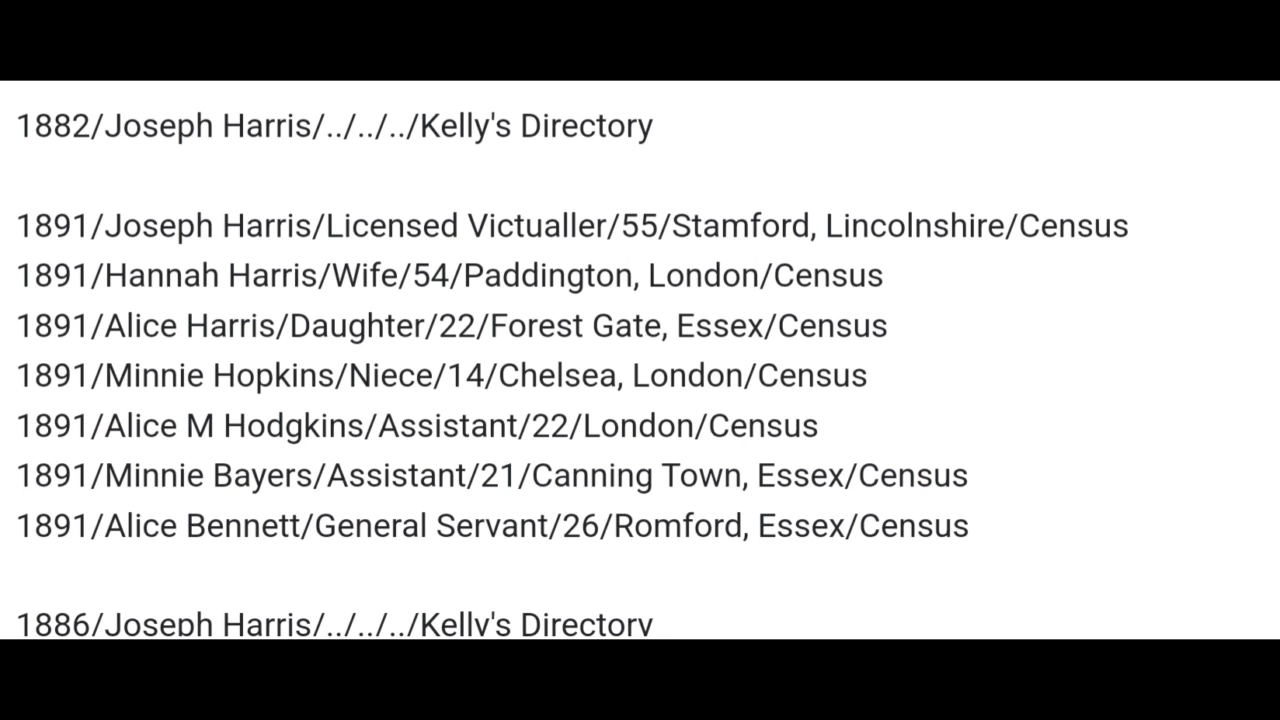 1882/Joseph Harris/../../../Kelly's Directory
1891/Joseph Harris/Licensed Victualler/55/Stamford, Lincolnshire/Census
1891/Hannah Harris/Wife/54/Paddington, London/Census
1891/Alice Harris/Daughter/22/Forest Gate, Essex/Census
1891/Minnie Hopkins/Niece/14/Chelsea, London/Census
1891/Alice M Hodgkins/Assistant/22/London/Census
1891/Minnie Bayers/Assistant/21/Canning Town, Essex/Census
1891/Alice Bennett/General Servant/26/Romford, Essex/Census
1886/Joseph Harris/../../../Kelly's Directory